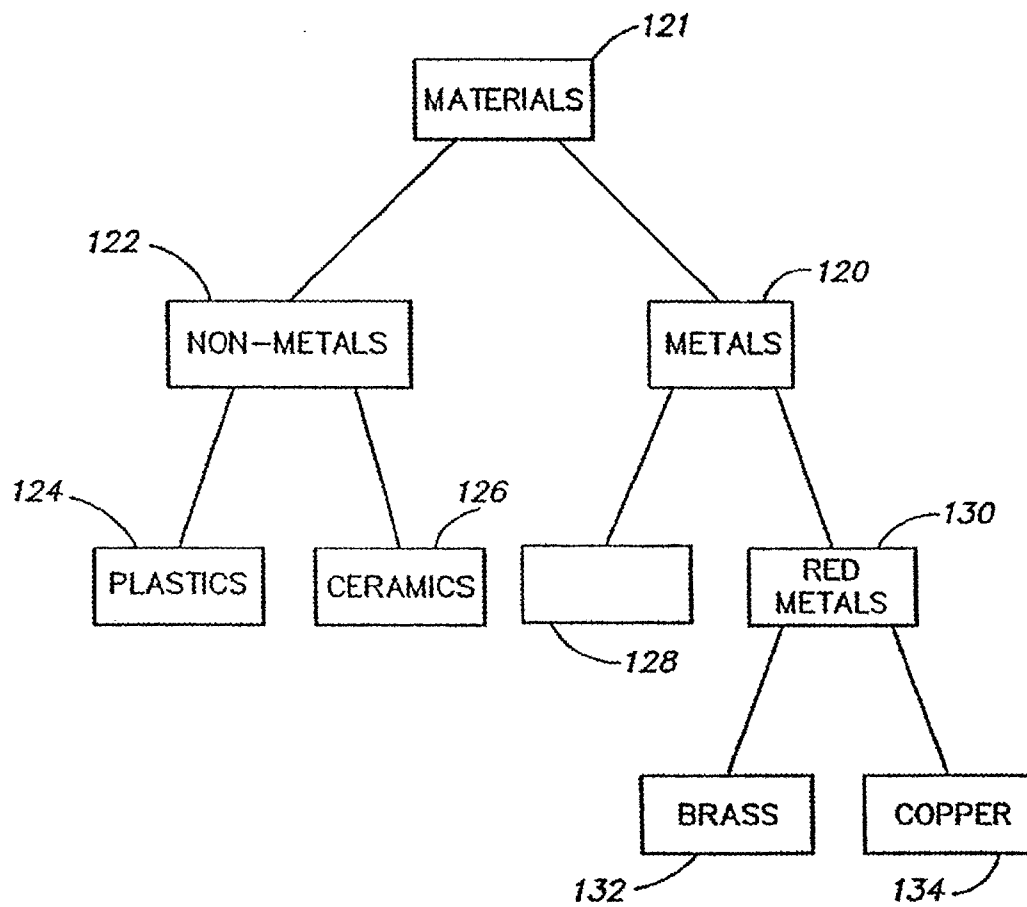 121
MATERIALS
122
120
NON-METALS
METALS
124
126
130
PLASTICS
CERAMICS
RED
METALS
128
BRASS
COPPER
132
134